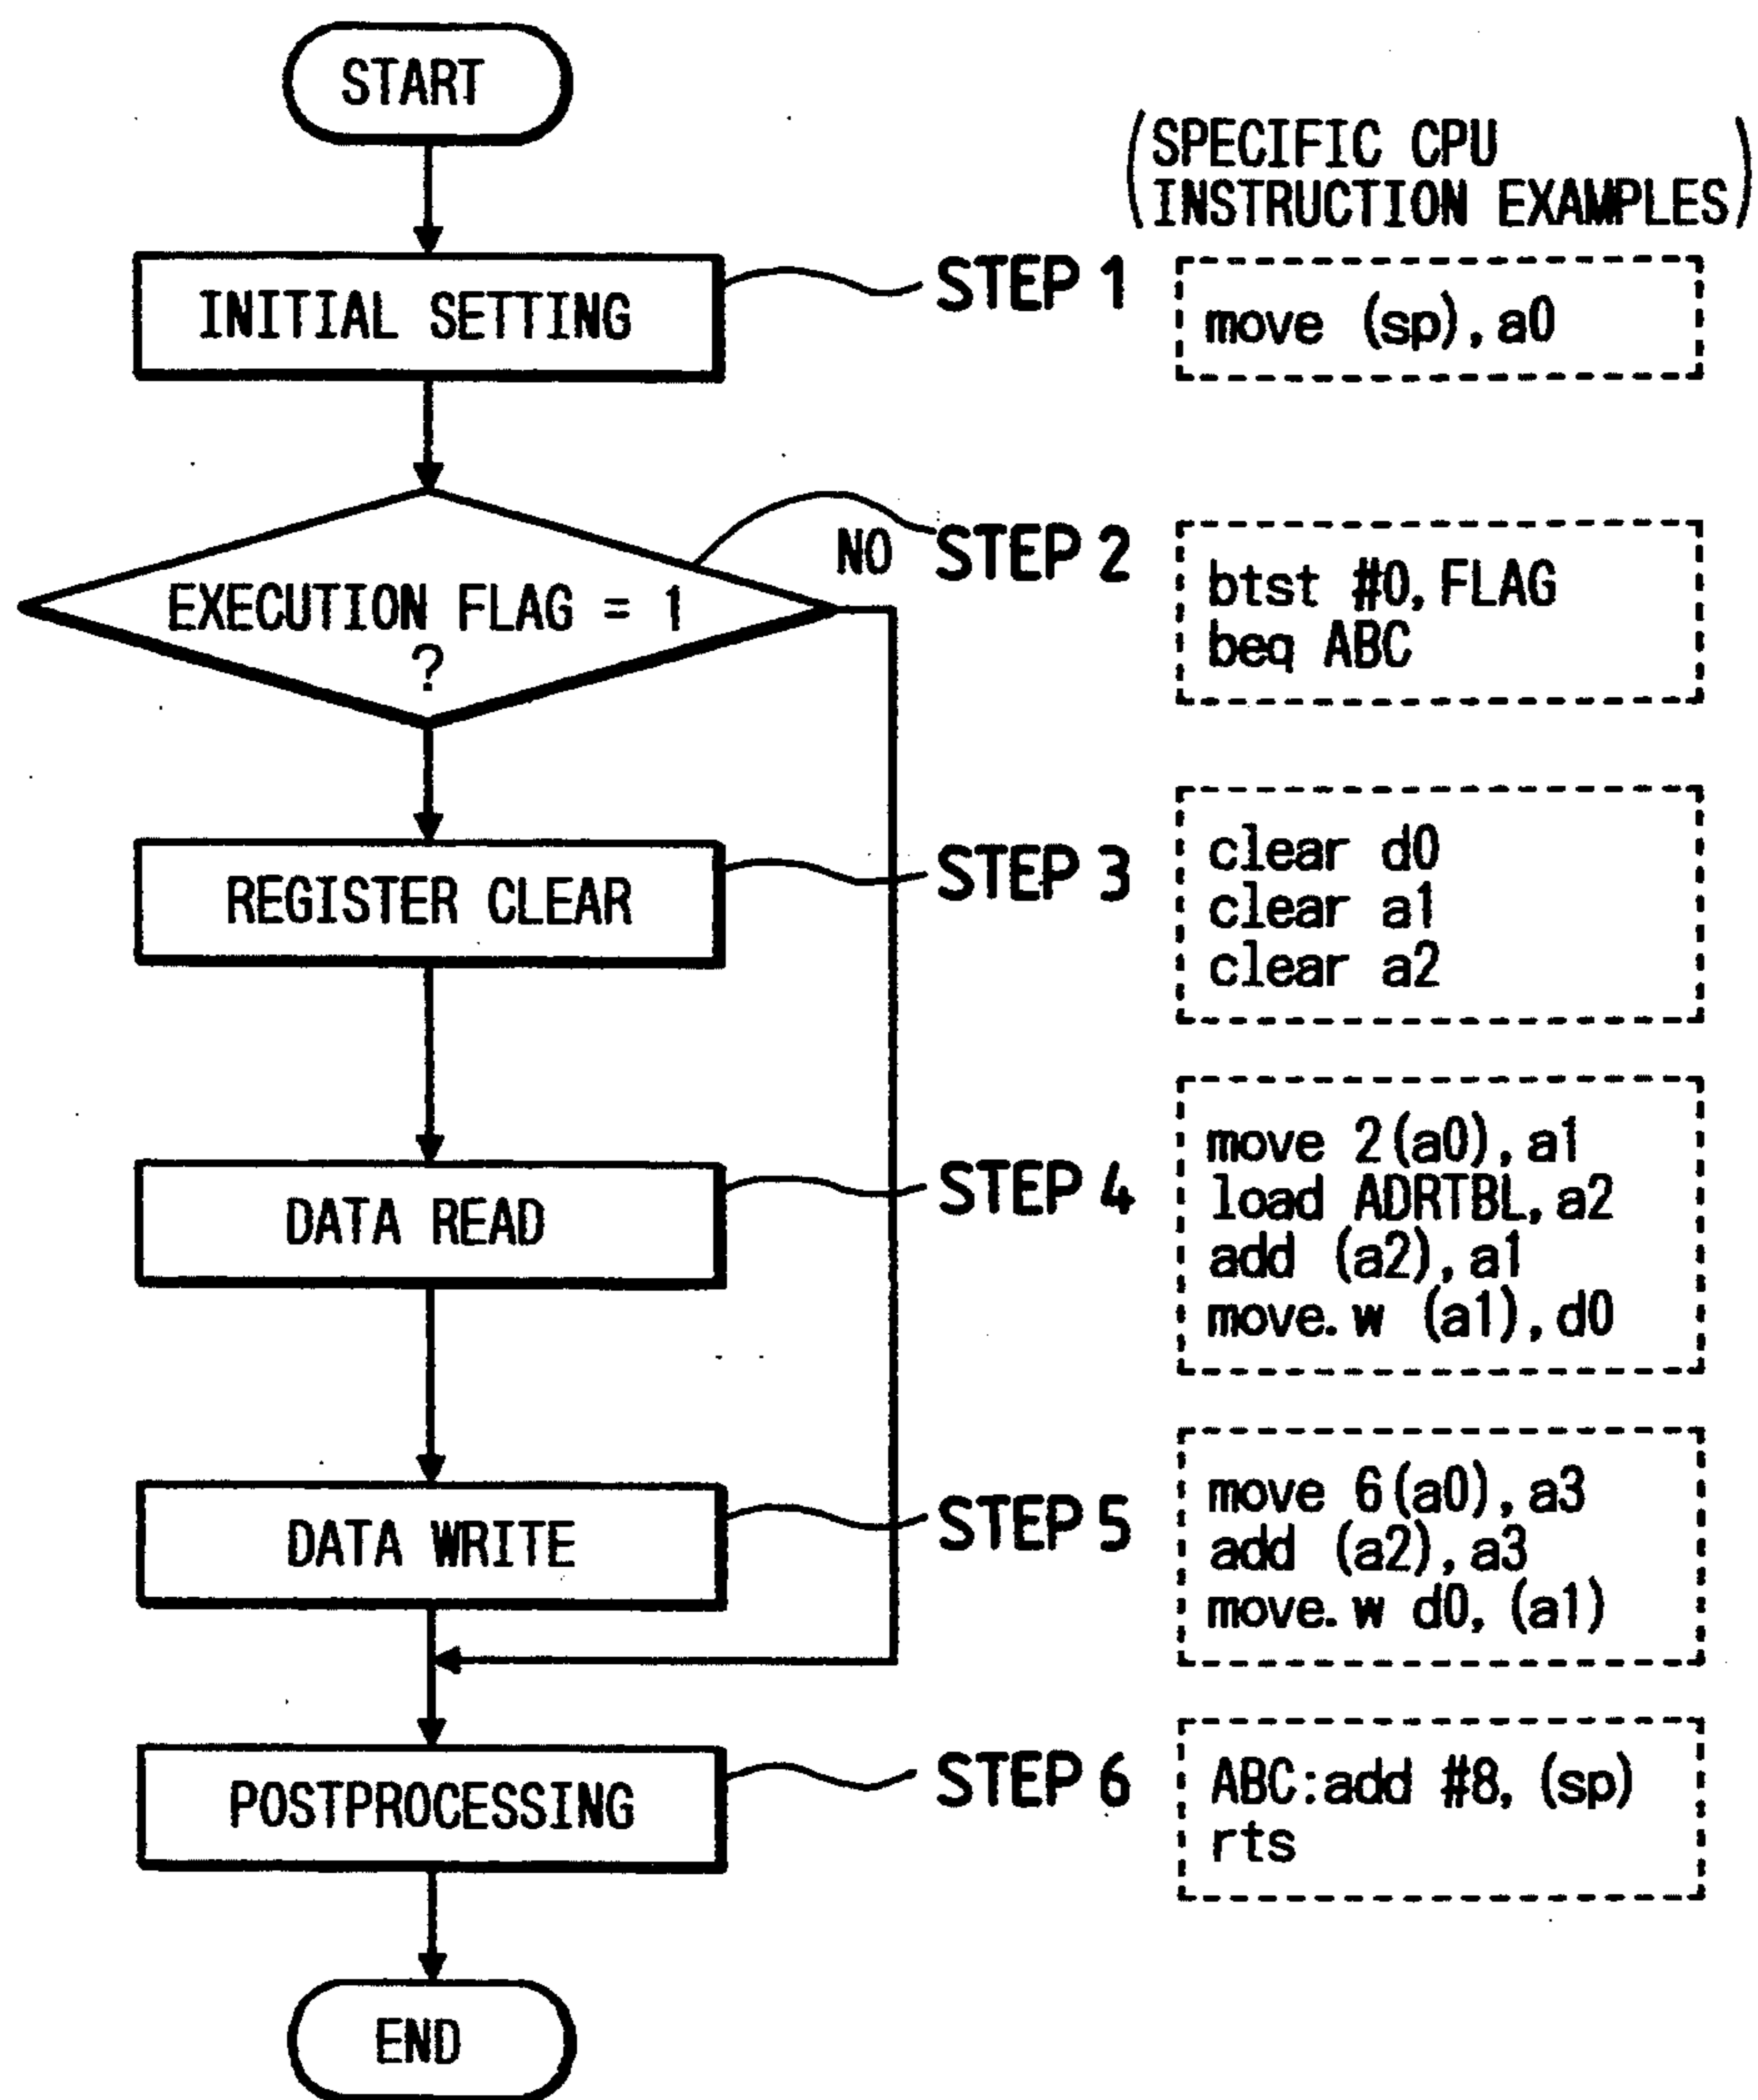 START
(SPECIFIC CPU
INSTRUCTION EXAMPLES)
INITIAL SETTING
STEP 1
move (sp),a0
EXECUTION FLAG = 1
?
NO
STEP 2
btst #0,FLAG
beq ABC
REGISTER CLEAR
STEP 3
clear d0
clear a1
clear a2
DATA READ
STEP 4
move 2(a0),a1
load ADRTBL,a2
add (a2),a1
move.w (a1),d0
DATA WRITE
STEP 5
move 6(a0),a3
add (a2),a3
move.w d0,(a1)
POSTPROCESSING
STEP 6
ABC:add #8,(sp)
rts
END